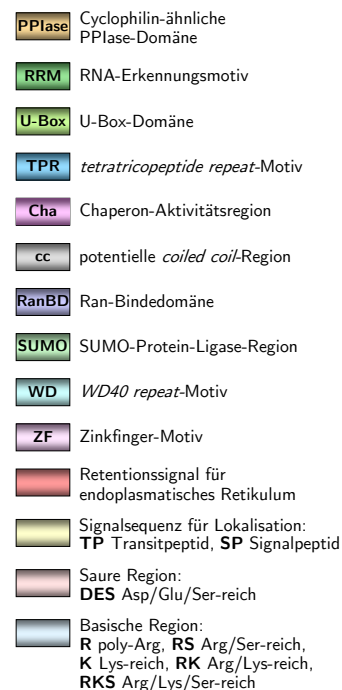 PPIase Cyclophilin-ähnliche
PPIase-Domäne
RRM RNA-Erkennungsmotiv
U-Box U-Box-Domäne
TPR tetratricopeptide repeat-Motiv
Cha Chaperon-Aktivitätsregion
cc potentielle coiled coil-Region
RanBD Ran-Bindedomäne
SUMO SUMO-Protein-Ligase-Region
WD WD40 repeat-Motiv
ZF Zinkfinger-Motiv
Retentionssignal für
endoplasmatisches Retikulum
Signalsequenz für Lokalisation:
TP Transitpeptid, SP Signalpeptid
Saure Region:
DES Asp/Glu/Ser-reich
Basische Region:
R poly-Arg, RS Arg/Ser-reich,
K Lys-reich, RK Arg/Lys-reich,
RKS Arg/Lys/Ser-reich